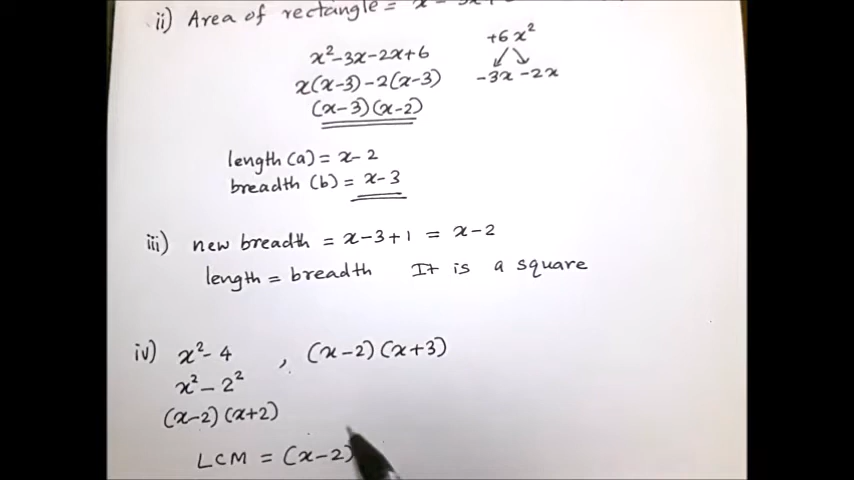 ii) Area of rectangle =
x² - 3x - 2x + 6
x(x-3) - 2(x-3)
(x-3)(x-2)
+6x²
-3x -2x
length (a) = x-2
breadth (b) = x-3
iii) new breadth = x-3+1 = x-2
length = breadth It is a square
iv) x² - 4 , (x-2)(x+3)
x² - 2²
(x-2)(x+2)
LCM = (x-2)